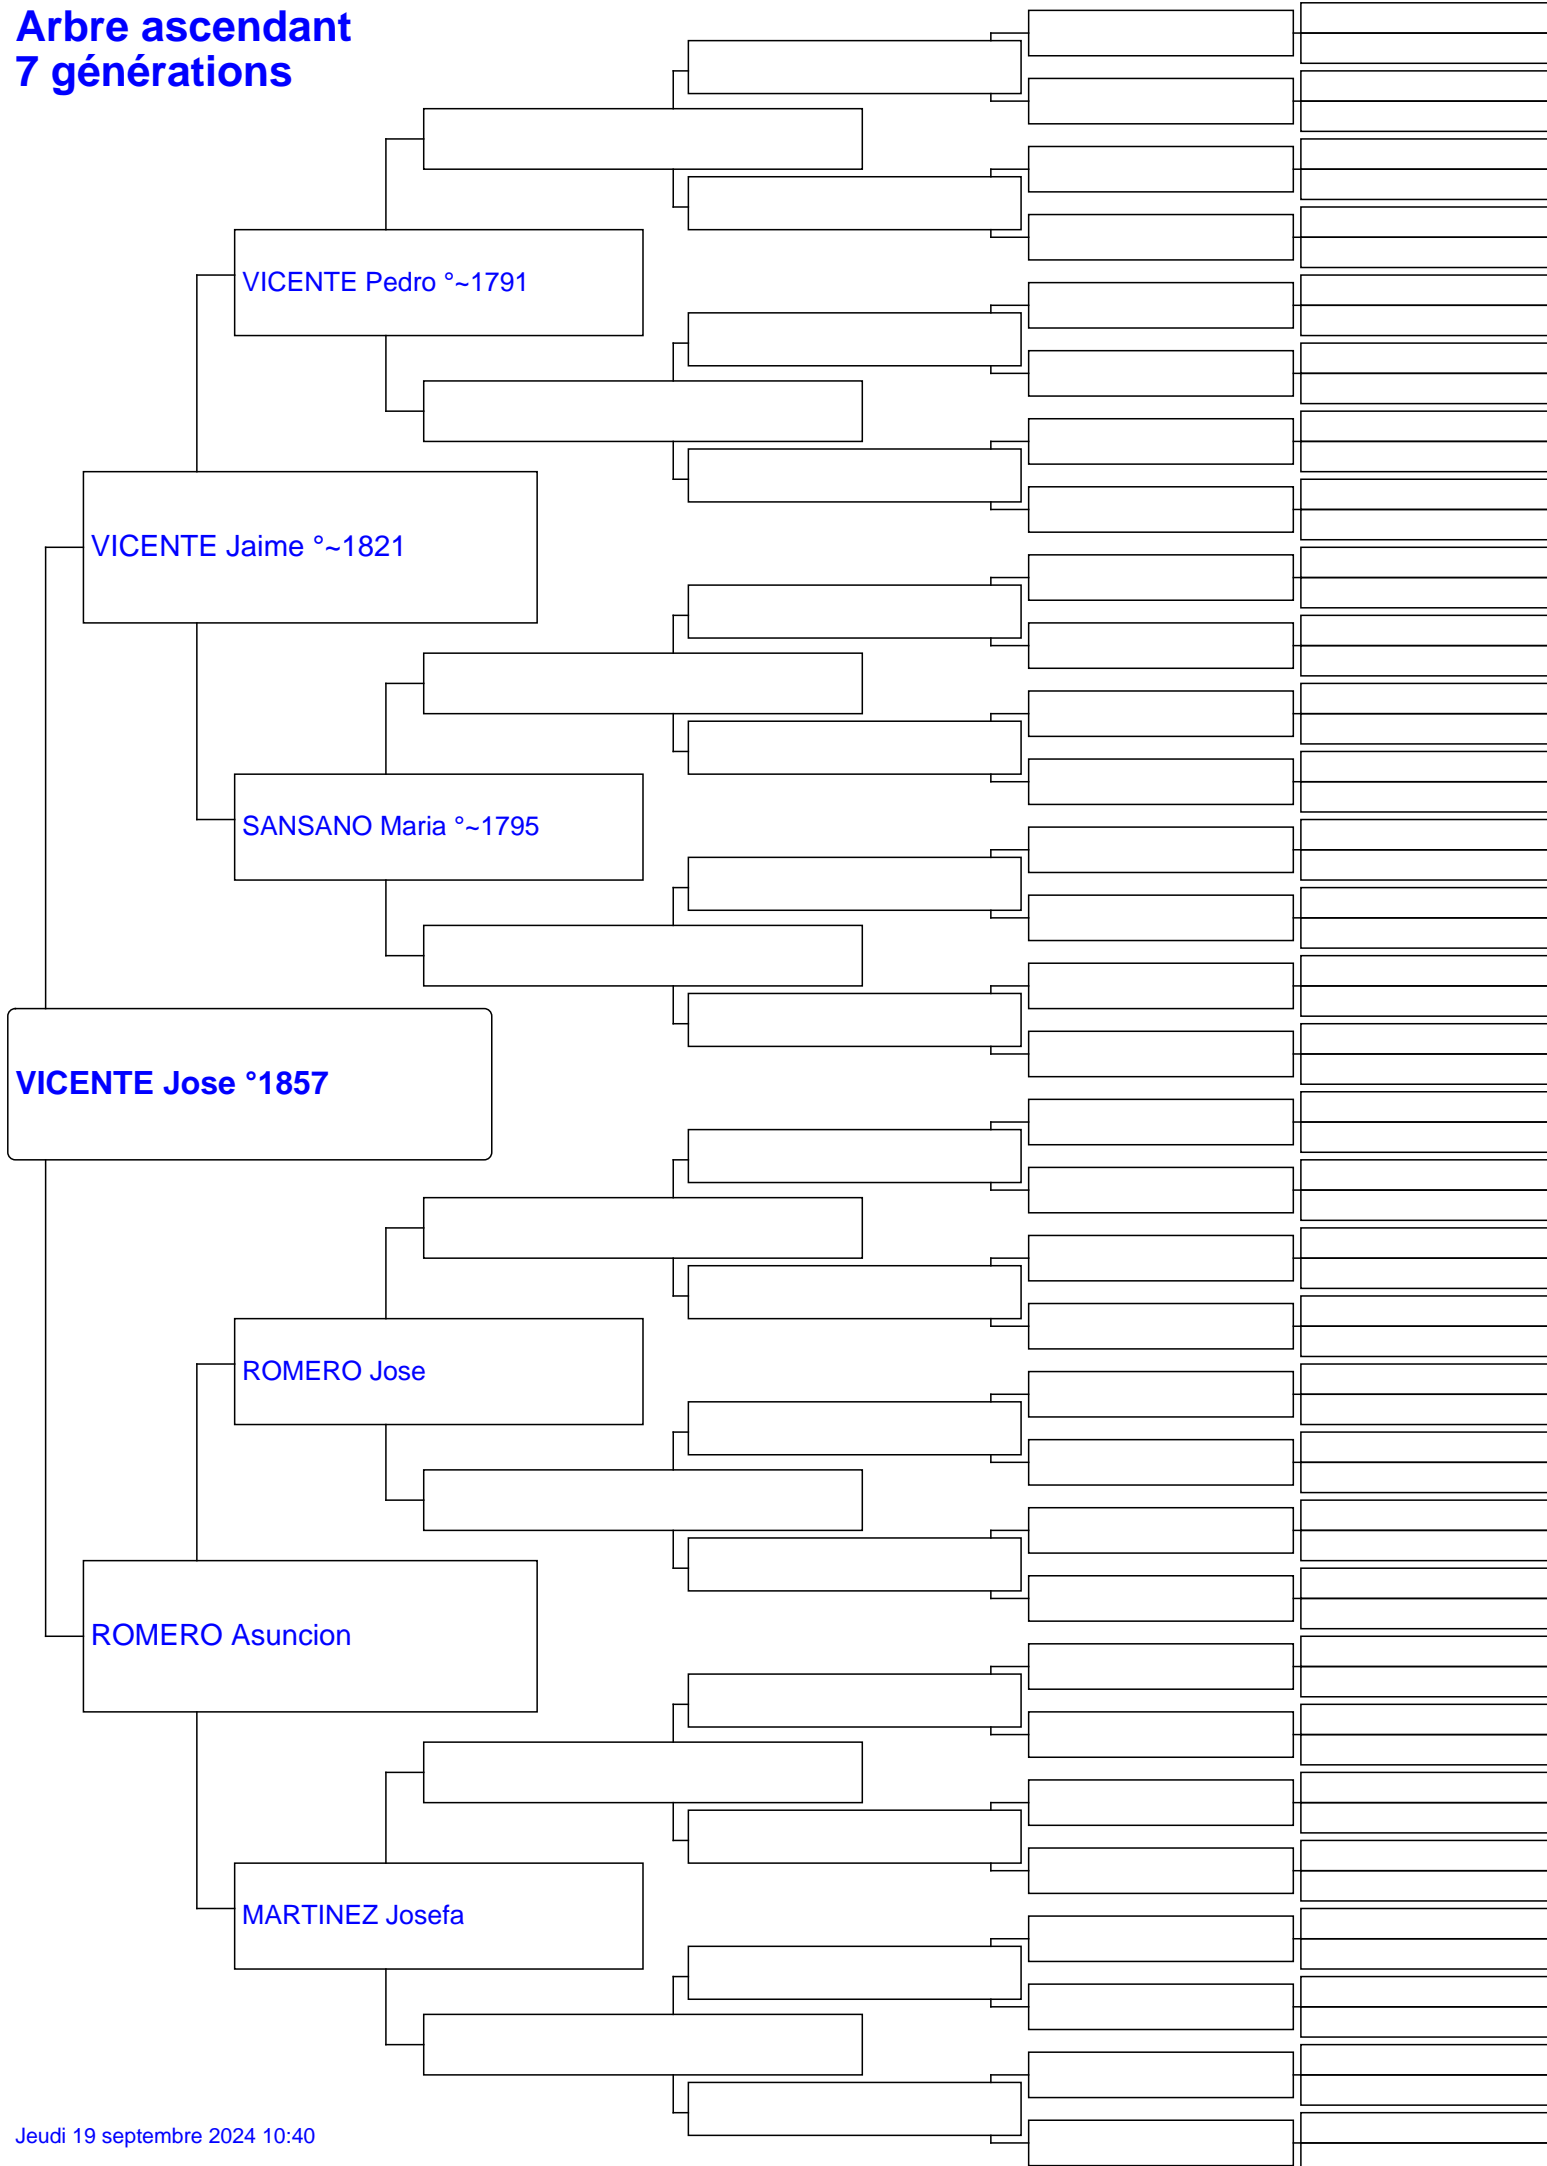 Arbre ascendant
7 générations
VICENTE Pedro °~1791
VICENTE Jaime °~1821
SANSANO Maria °~1795
VICENTE Jose °1857
ROMERO Jose
ROMERO Asuncion
MARTINEZ Josefa
Jeudi 19 septembre 2024 10:40